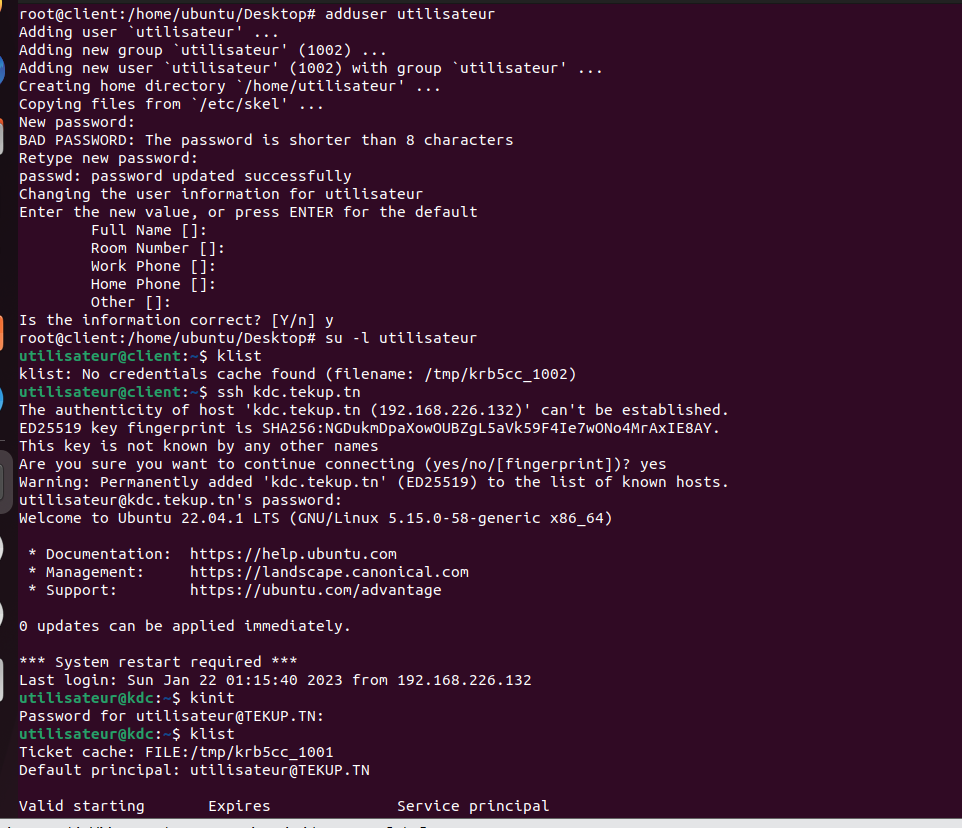 root@client:/home/ubuntu/Desktop# adduser utilisateur
Adding user `utilisateur' ...
Adding new group `utilisateur' (1002) ...
Adding new user `utilisateur' (1002) with group `utilisateur' ...
Creating home directory `/home/utilisateur' ...
Copying files from `/etc/skel' ...
New password:
BAD PASSWORD: The password is shorter than 8 characters
Retype new password:
passwd: password updated successfully
Changing the user information for utilisateur
Enter the new value, or press ENTER for the default
        Full Name []:
        Room Number []:
        Work Phone []:
        Home Phone []:
        Other []:
Is the information correct? [Y/n] y
root@client:/home/ubuntu/Desktop# su -l utilisateur
utilisateur@client:~$ klist
klist: No credentials cache found (filename: /tmp/krb5cc_1002)
utilisateur@client:~$ ssh kdc.tekup.tn
The authenticity of host 'kdc.tekup.tn (192.168.226.132)' can't be established.
ED25519 key fingerprint is SHA256:NGDukmDpaXowOUBZgL5aVk59F4Ie7wONo4MrAxIE8AY.
This key is not known by any other names
Are you sure you want to continue connecting (yes/no/[fingerprint])? yes
Warning: Permanently added 'kdc.tekup.tn' (ED25519) to the list of known hosts.
utilisateur@kdc.tekup.tn's password:
Welcome to Ubuntu 22.04.1 LTS (GNU/Linux 5.15.0-58-generic x86_64)

 * Documentation:  https://help.ubuntu.com
 * Management:     https://landscape.canonical.com
 * Support:        https://ubuntu.com/advantage

0 updates can be applied immediately.

*** System restart required ***
Last login: Sun Jan 22 01:15:40 2023 from 192.168.226.132
utilisateur@kdc:~$ kinit
Password for utilisateur@TEKUP.TN:
utilisateur@kdc:~$ klist
Ticket cache: FILE:/tmp/krb5cc_1001
Default principal: utilisateur@TEKUP.TN

Valid starting       Expires              Service principal